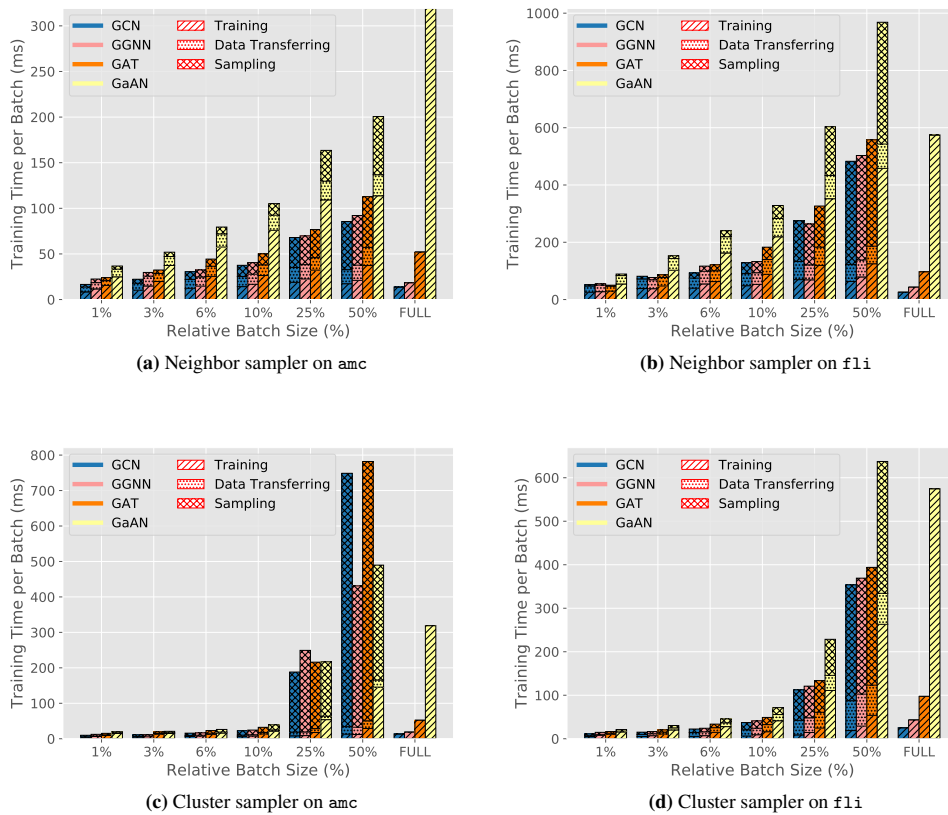 GCN
GGNN
GAT
GaAN
Training
Data Transferring
Sampling
Training Time per Batch (ms)
300
250
200
150
100
50
0
1% 3% 6% 10% 25% 50% FULL
Relative Batch Size (%)
(a) Neighbor sampler on amc
GCN
GGNN
GAT
GaAN
Training
Data Transferring
Sampling
Training Time per Batch (ms)
1000
800
600
400
200
0
1% 3% 6% 10% 25% 50% FULL
Relative Batch Size (%)
(b) Neighbor sampler on fli
GCN
GGNN
GAT
GaAN
Training
Data Transferring
Sampling
Training Time per Batch (ms)
800
700
600
500
400
300
200
100
0
1% 3% 6% 10% 25% 50% FULL
Relative Batch Size (%)
(c) Cluster sampler on amc
GCN
GGNN
GAT
GaAN
Training
Data Transferring
Sampling
Training Time per Batch (ms)
600
500
400
300
200
100
0
1% 3% 6% 10% 25% 50% FULL
Relative Batch Size (%)
(d) Cluster sampler on fli